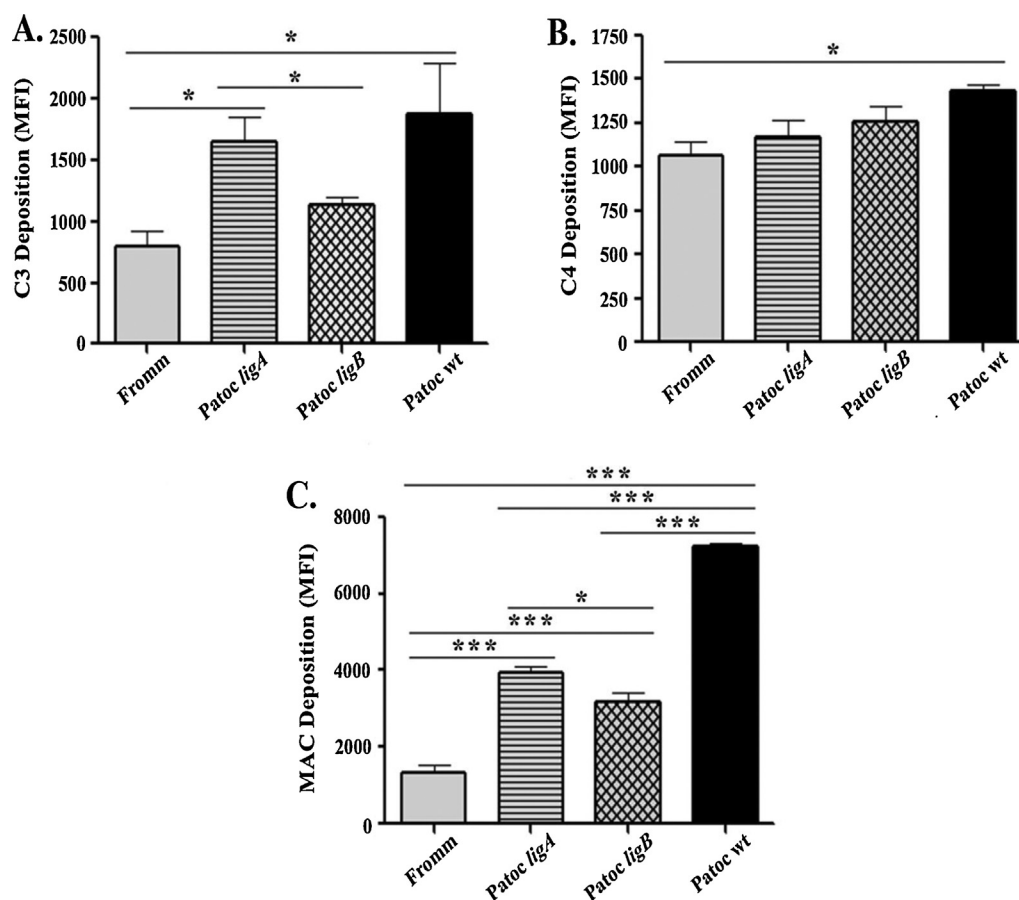 A.
C3 Deposition (MFI)
2500
2000
1500
1000
500
0
*
*
*
Fromm
Patoc ligA
Patoc ligB
Patoc wt
B.
C4 Deposition (MFI)
1750
1500
1250
1000
750
500
250
0
*
Fromm
Patoc ligA
Patoc ligB
Patoc wt
C.
MAC Deposition (MFI)
8000
6000
4000
2000
0
***
***
***
*
***
***
Fromm
Patoc ligA
Patoc ligB
Patoc wt